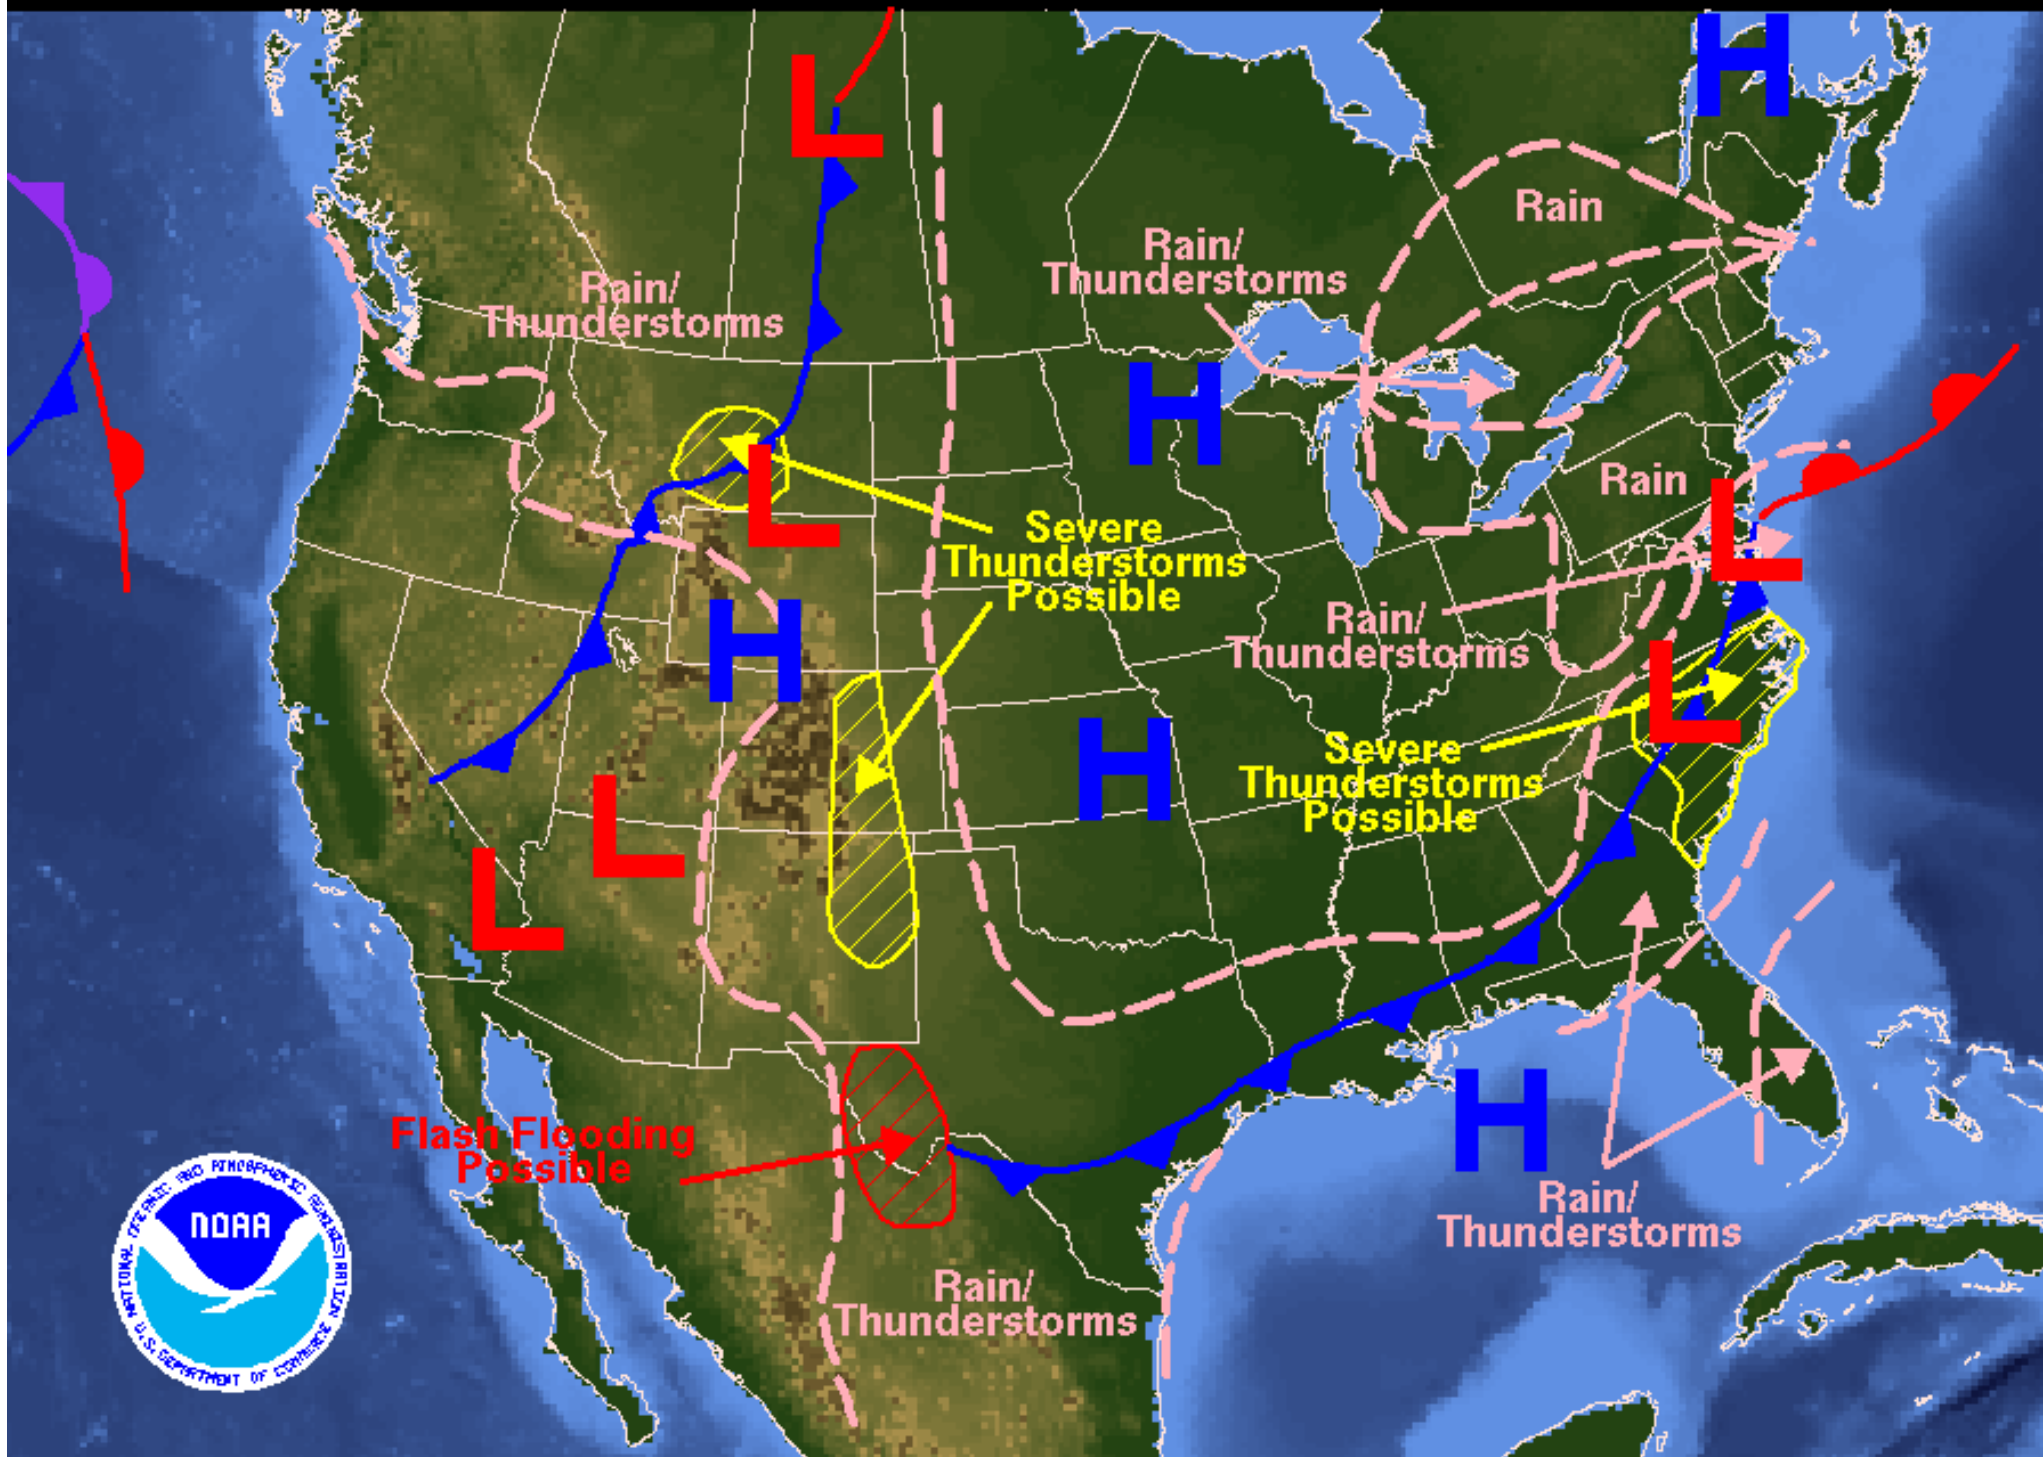 L
H
Rain
Rain/
Thunderstorms
Rain/
Thunderstorms
H
L
Rain
L
Severe
Thunderstorms
Possible
H
Rain/
Thunderstorms
L
H
Severe
Thunderstorms
Possible
L
L
H
Flash Flooding
Possible
Rain/
Thunderstorms
Rain/
Thunderstorms
NATIONAL OCEANIC AND ATMOSPHERIC ADMINISTRATION
NOAA
U.S. DEPARTMENT OF COMMERCE